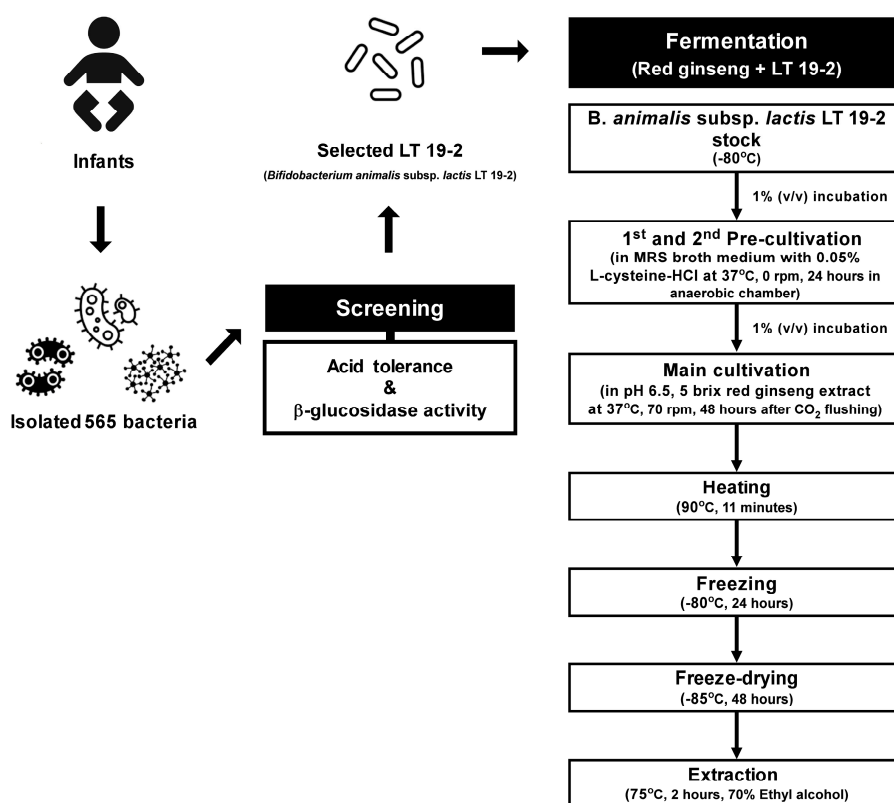 Infants
Isolated 565 bacteria
Screening
Acid tolerance
&
β-glucosidase activity
Selected LT 19-2
(Bifidobacterium animalis subsp. lactis LT 19-2)
Fermentation
(Red ginseng + LT 19-2)
B. animalis subsp. lactis LT 19-2
stock
(-80°C)
1% (v/v) incubation
1st and 2nd Pre-cultivation
(in MRS broth medium with 0.05%
L-cysteine-HCl at 37°C, 0 rpm, 24 hours in
anaerobic chamber)
1% (v/v) incubation
Main cultivation
(in pH 6.5, 5 brix red ginseng extract
at 37°C, 70 rpm, 48 hours after CO2 flushing)
Heating
(90°C, 11 minutes)
Freezing
(-80°C, 24 hours)
Freeze-drying
(-85°C, 48 hours)
Extraction
(75°C, 2 hours, 70% Ethyl alcohol)